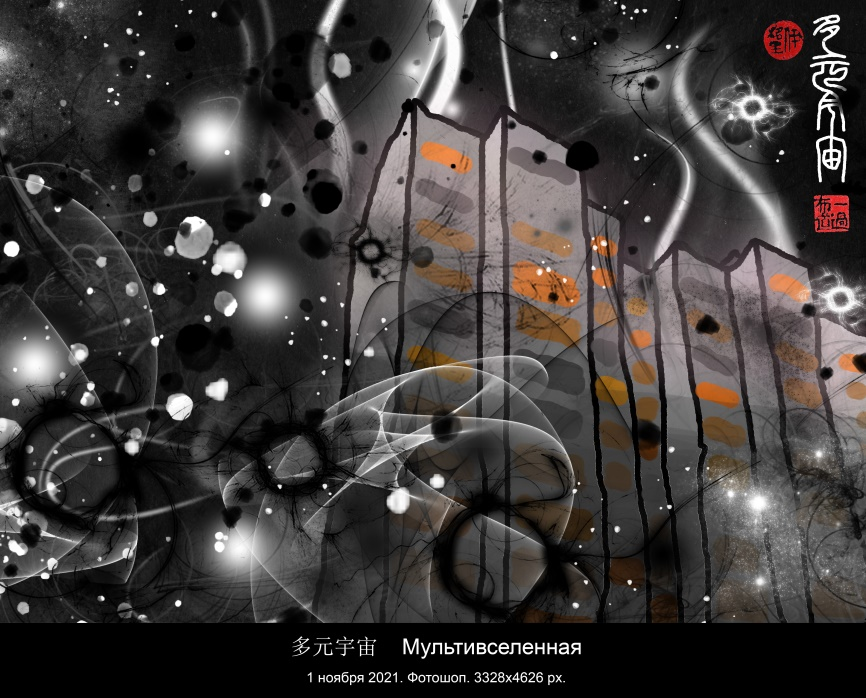 多元宇宙
多元宇宙 Мультивселенная
1 ноября 2021. Фотошоп. 3328x4626 px.